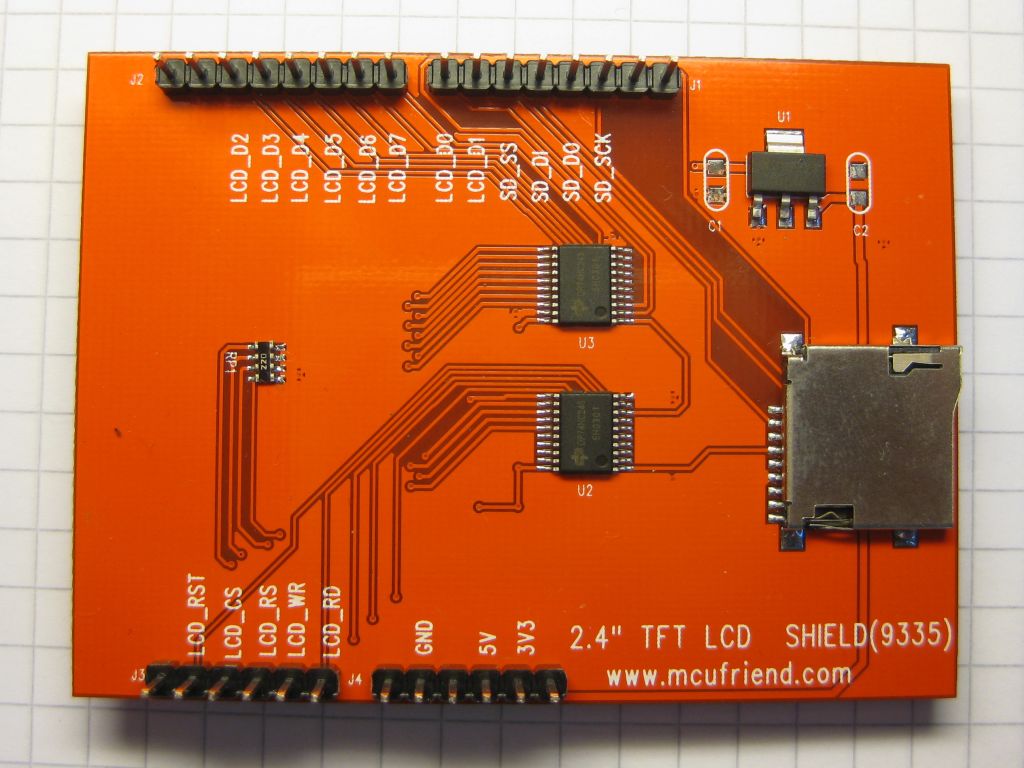 J2
J1
U1
LCD_D2
LCD_D3
LCD_D4
LCD_D5
LCD_D6
LCD_D7
LCD_D0
LCD_D1
SD_SS
SD_DI
SD_DO
SD_SCK
C1
C2
U3
RP1
220
U2
LCD_RST
LCD_CS
LCD_RS
LCD_WR
LCD_RD
GND
5V
3V3
J3
J4
2.4" TFT LCD SHIELD(9335)
www.mcufriend.com